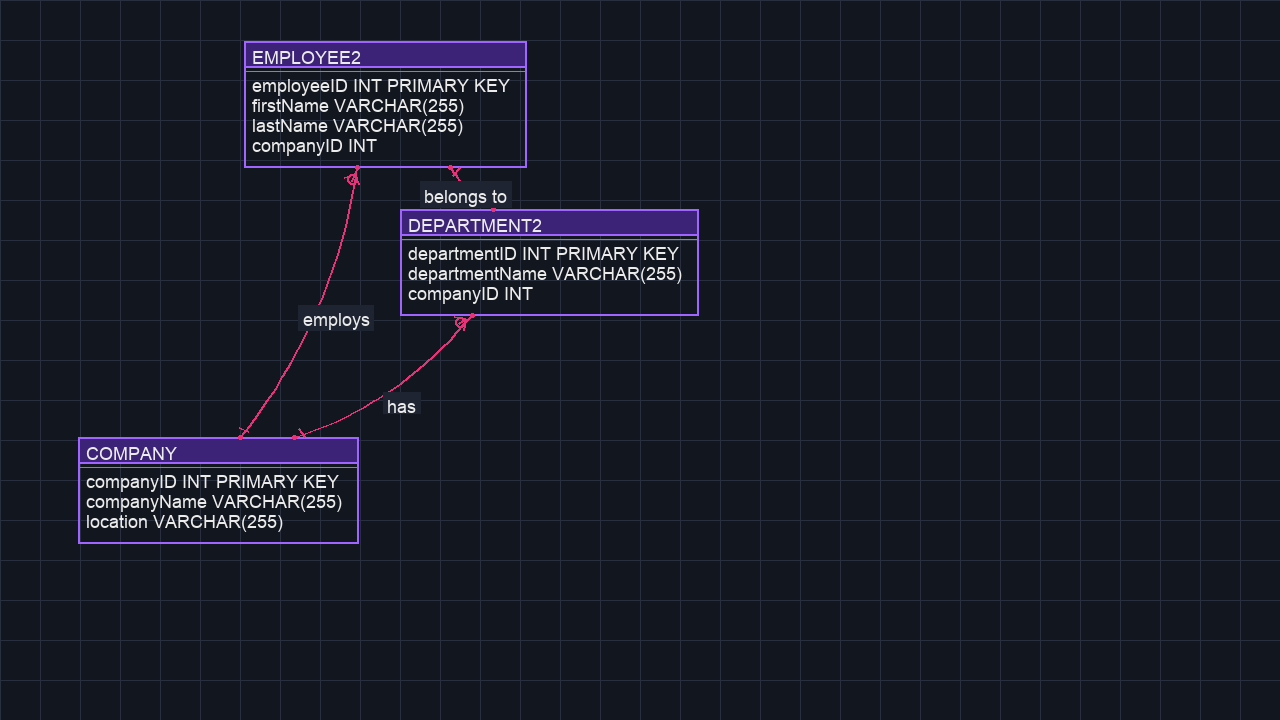 EMPLOYEE2
employeeID INT PRIMARY KEY
firstName VARCHAR(255)
lastName VARCHAR(255)
companyID INT
belongs to
DEPARTMENT2
departmentID INT PRIMARY KEY
departmentName VARCHAR(255)
companyID INT
employs
has
COMPANY
companyID INT PRIMARY KEY
companyName VARCHAR(255)
location VARCHAR(255)